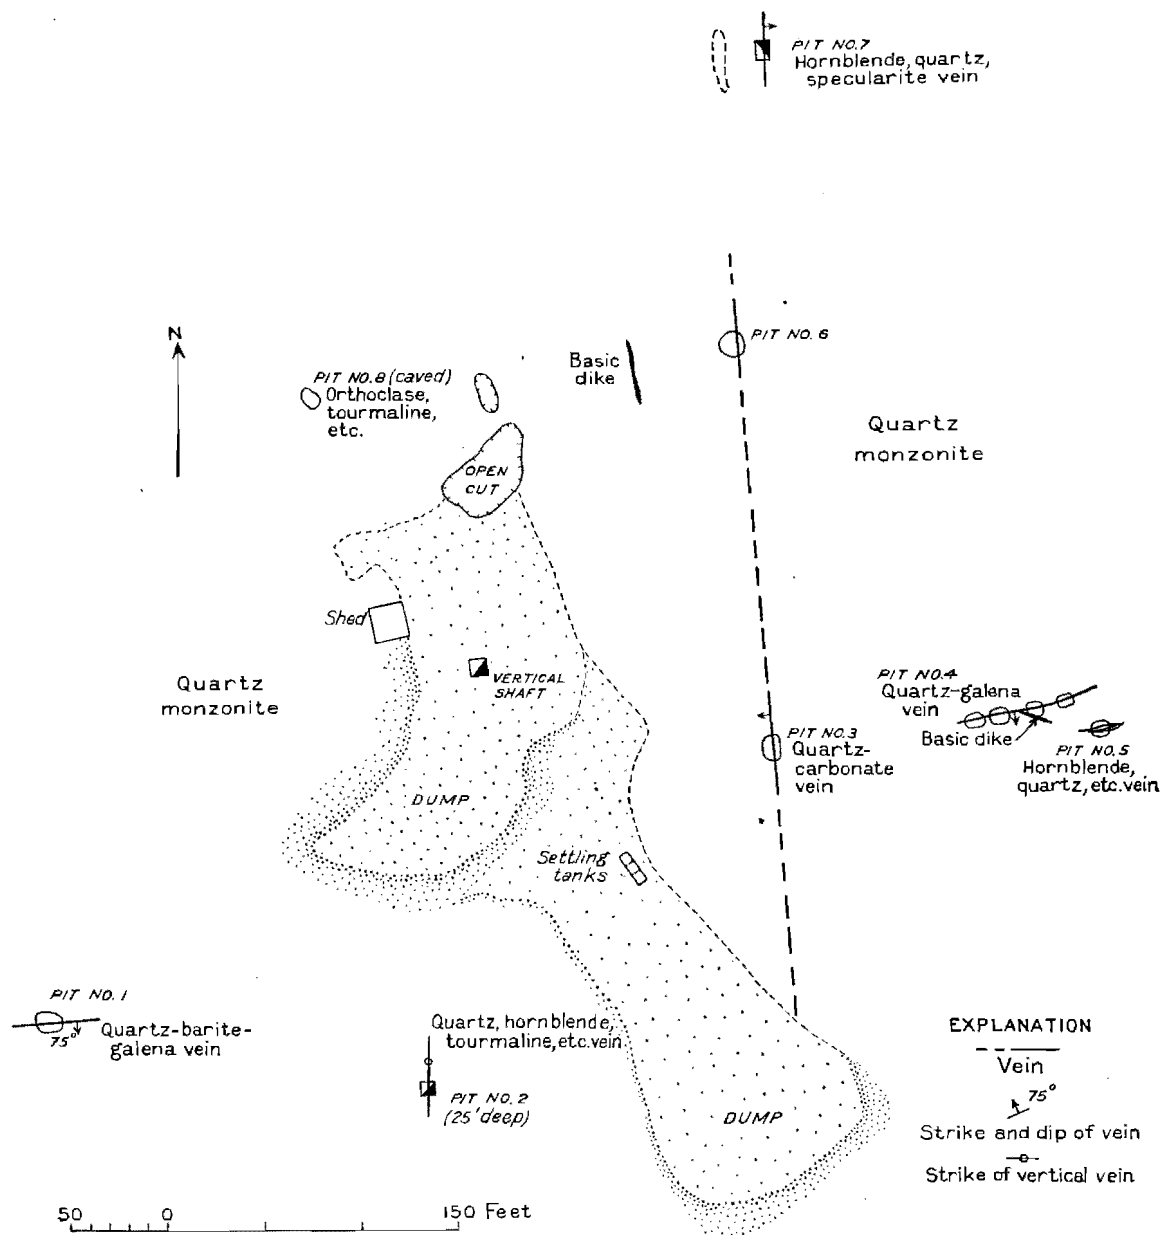 PIT NO. 7
Hornblende, quartz,
specularite vein
N
PIT NO. 6
Basic
dike
PIT NO. 8 (caved)
Orthoclase,
tourmaline,
etc.
Quartz
monzonite
OPEN
CUT
Shed
Quartz
monzonite
VERTICAL
SHAFT
PIT NO. 4
Quartz-galena
vein
Basic dike
PIT NO. 5
Hornblende,
quartz, etc. vein
PIT NO. 3
Quartz-
carbonate
vein
DUMP
Settling
tanks
PIT NO. 1
75°
Quartz-barite-
galena vein
Quartz, hornblende,
tourmaline, etc. vein
PIT NO. 2
(25' deep)
DUMP
EXPLANATION
Vein
75°
Strike and dip of vein
Strike of vertical vein
50 0 150 Feet